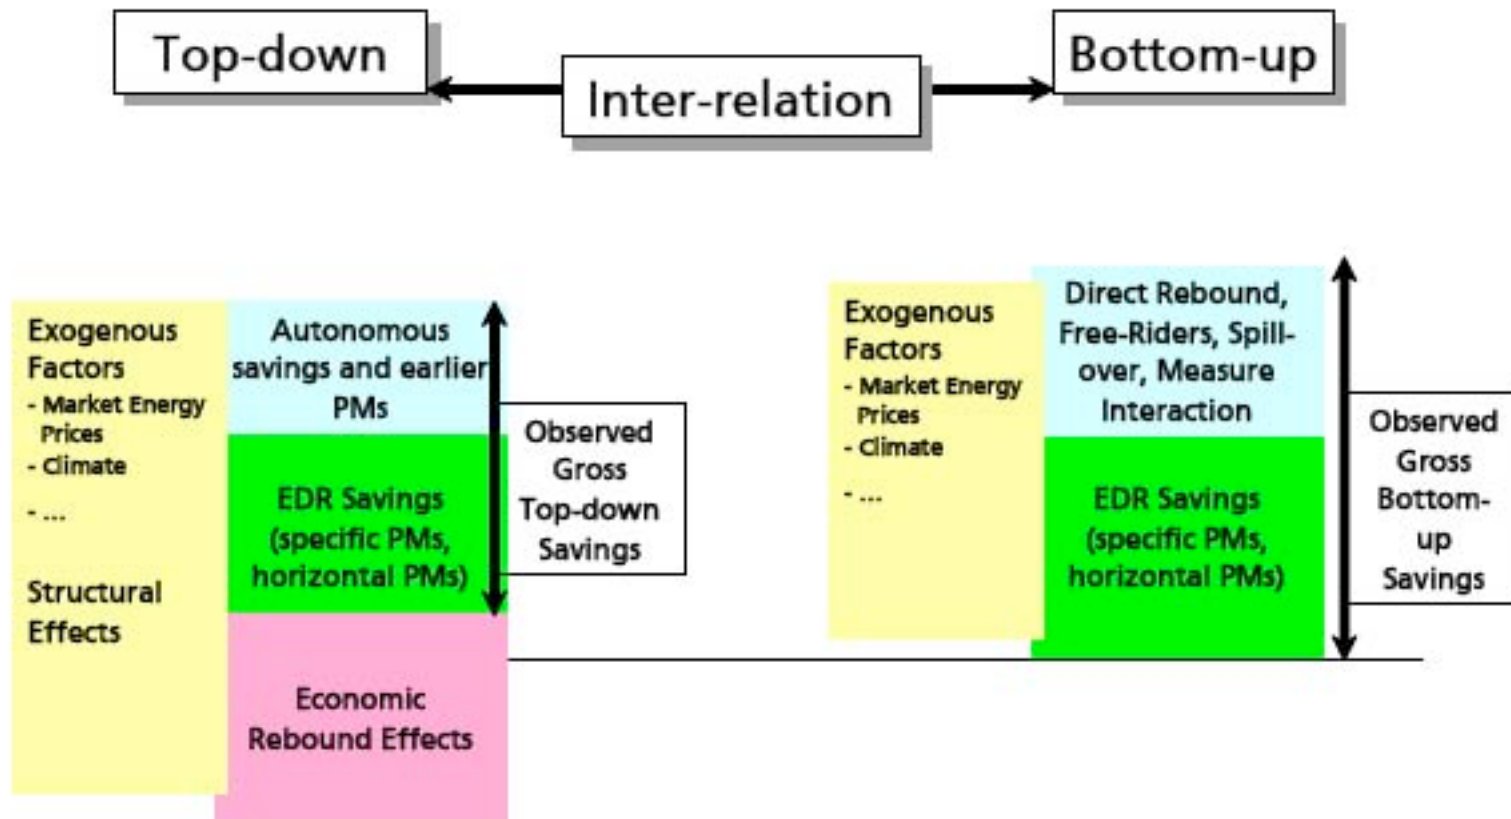 Top-down
Inter-relation
Bottom-up
Exogenous
Factors
- Market Energy
Prices
- Climate
- ...
Structural
Effects
Autonomous
savings and earlier
PMs
EDR Savings
(specific PMs,
horizontal PMs)
Economic
Rebound Effects
Observed
Gross
Top-down
Savings
Exogenous
Factors
- Market Energy
Prices
- Climate
- ...
Direct Rebound,
Free-Riders, Spill-
over, Measure
Interaction
EDR Savings
(specific PMs,
horizontal PMs)
Observed
Gross
Bottom-
up
Savings